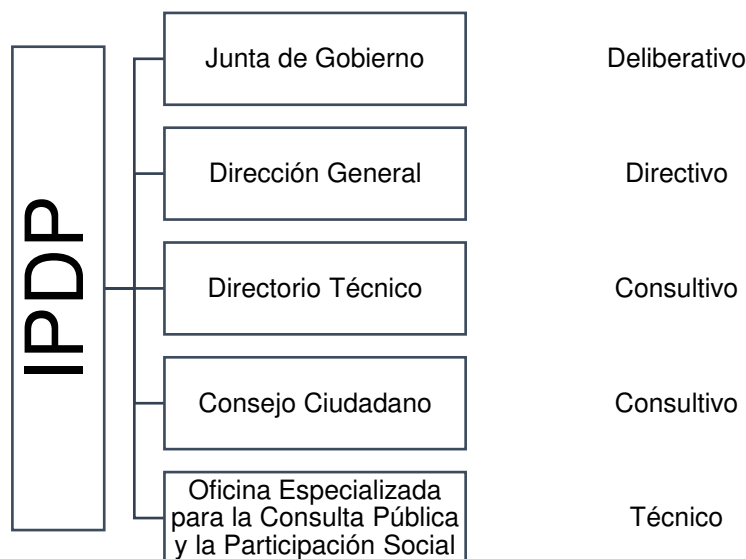 IPDP
Junta de Gobierno
Deliberativo
Dirección General
Directivo
Directorio Técnico
Consultivo
Consejo Ciudadano
Consultivo
Oficina Especializada
para la Consulta Pública
y la Participación Social
Técnico